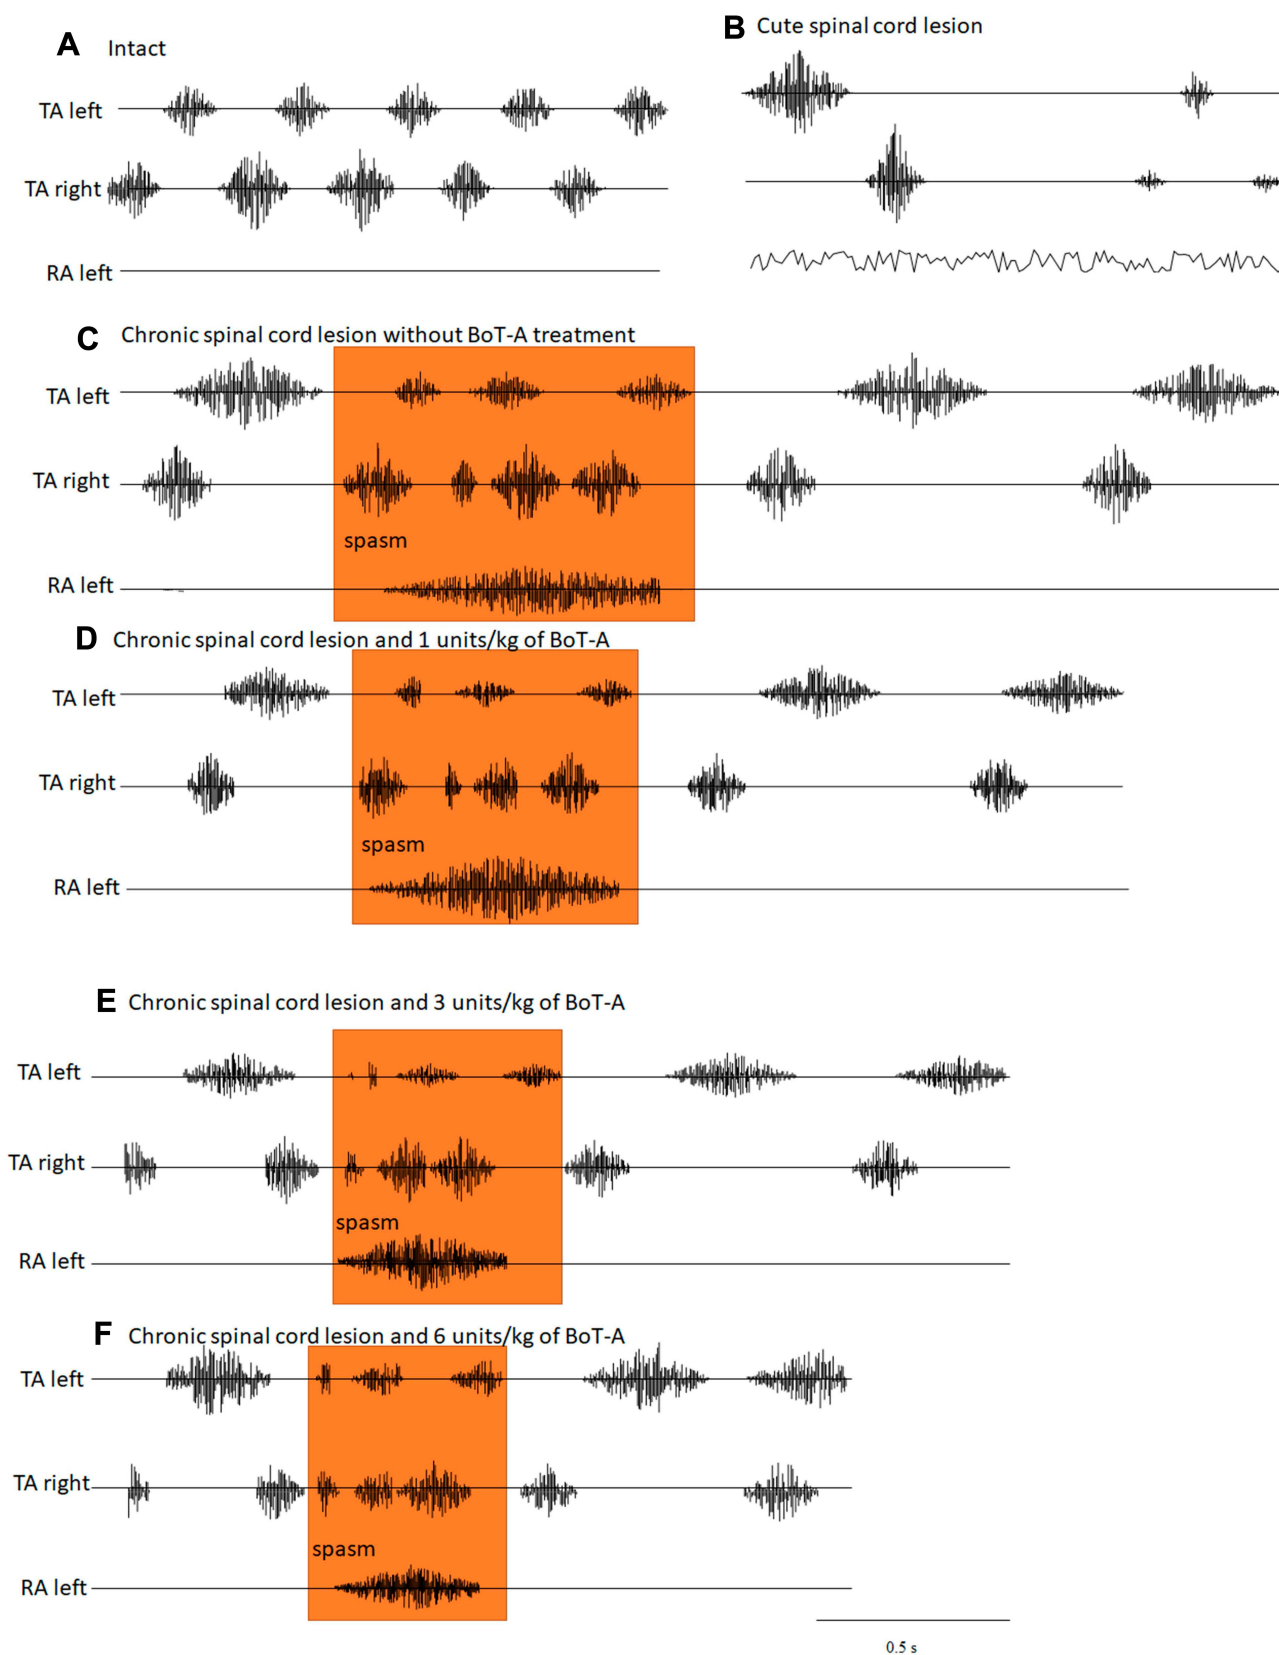 A Intact
TA left
TA right
RA left
B Cute spinal cord lesion
C Chronic spinal cord lesion without BoT-A treatment
TA left
TA right
spasm
RA left
D Chronic spinal cord lesion and 1 units/kg of BoT-A
TA left
TA right
spasm
RA left
E Chronic spinal cord lesion and 3 units/kg of BoT-A
TA left
TA right
spasm
RA left
F Chronic spinal cord lesion and 6 units/kg of BoT-A
TA left
TA right
spasm
RA left
0.5 s